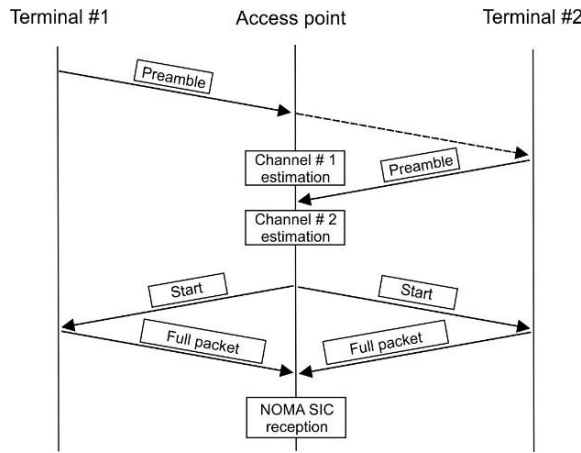 Terminal #1
Access point
Terminal #2
Preamble
Channel # 1
estimation
Preamble
Channel # 2
estimation
Start
Start
Full packet
Full packet
NOMA SIC
reception